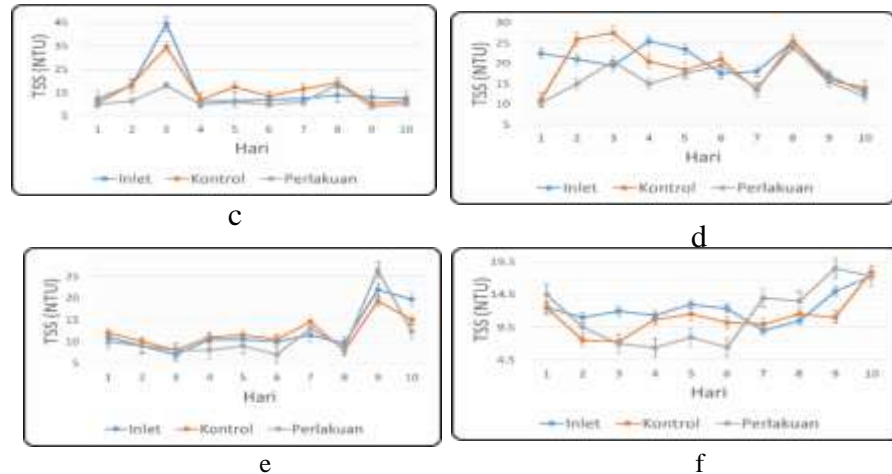 TSS (NTU)
45
35
25
15
5
1 2 3 4 5 6 7 8 9 10
Hari
Inlet Kontrol Perlakuan
c
TSS (NTU)
30
25
20
15
10
5
1 2 3 4 5 6 7 8 9 10
Hari
Inlet Kontrol Perlakuan
d
TSS (NTU)
25
20
15
10
5
1 2 3 4 5 6 7 8 9 10
Hari
Inlet Kontrol Perlakuan
e
TSS (NTU)
19.5
14.5
9.5
4.5
1 2 3 4 5 6 7 8 9 10
Hari
Inlet Kontrol Perlakuan
f